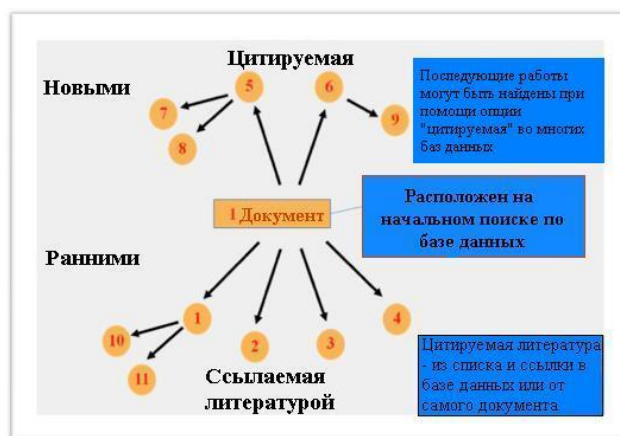 Цитируемая
Новыми
5
6
7
8
9
Последующие работы
могут быть найдены при
помощи опции
"цитируемая" во многих
баз данных
1 Документ
Расположен на
начальном поиске по
базе данных
Ранними
1
2
3
4
10
11
Ссылаемая
литературой
Цитируемая литература
- из списка и ссылки в
базе данных или от
самого документа